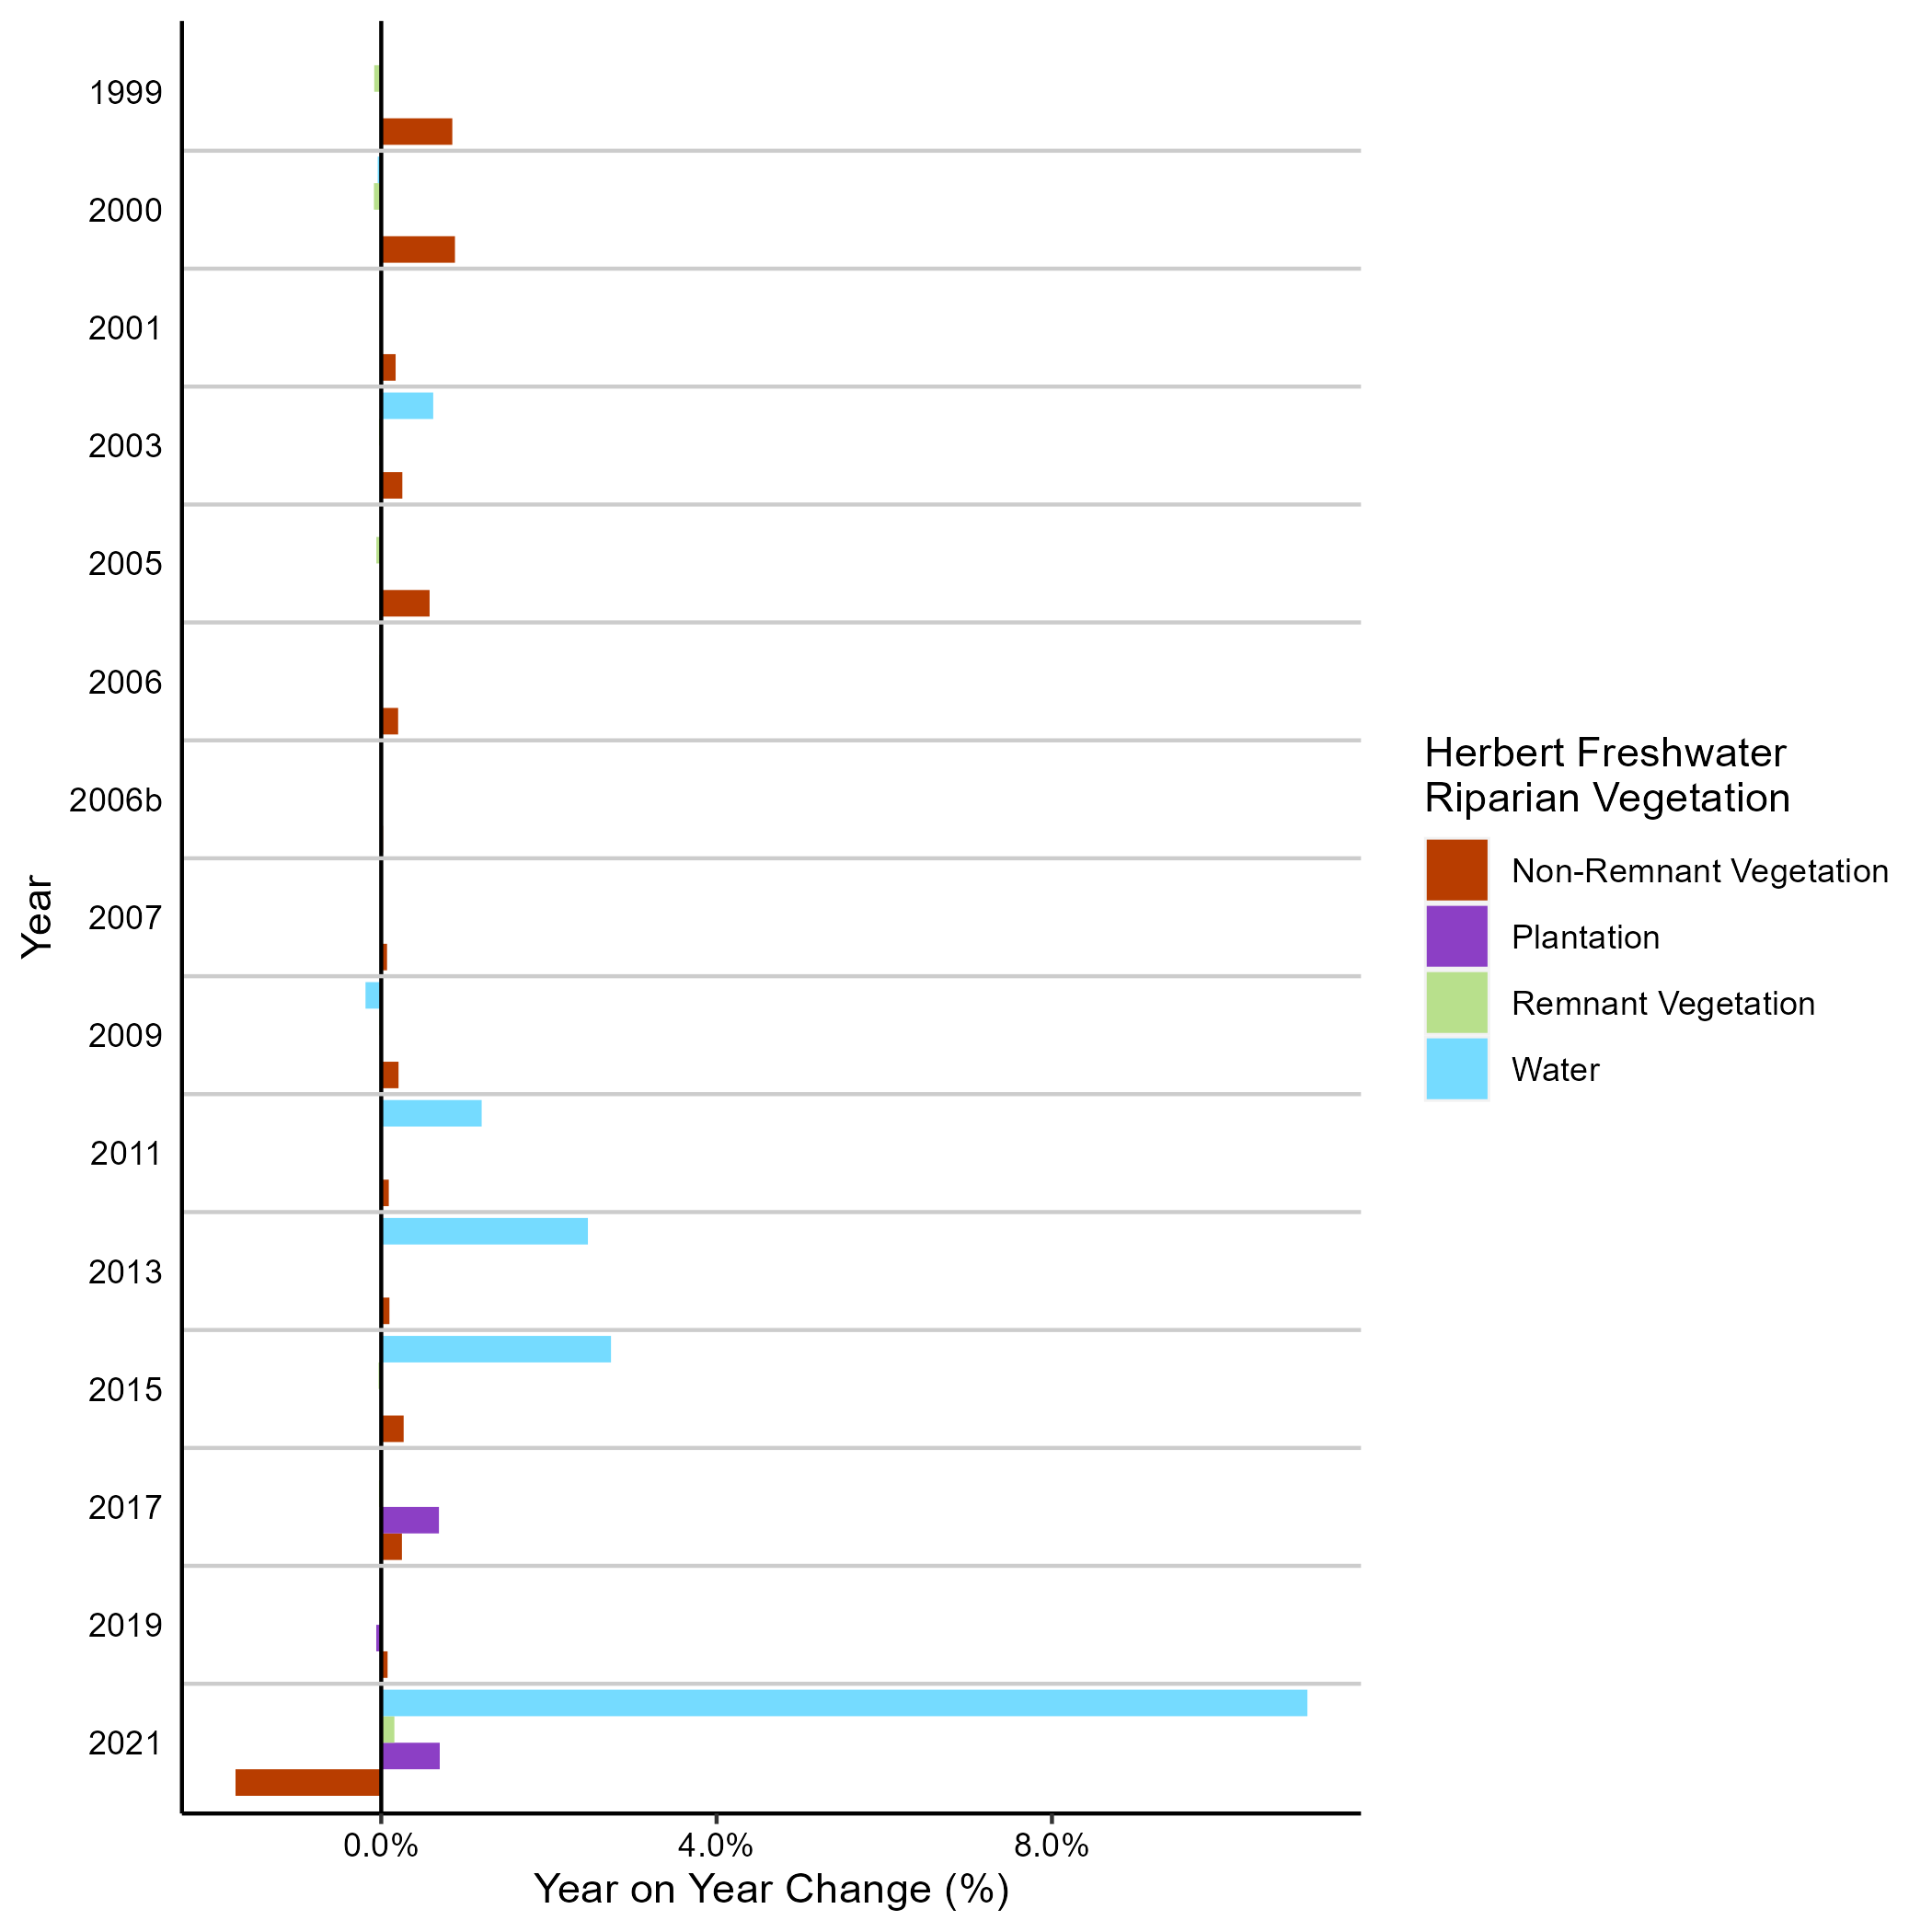 1999
2000
2001
2003
2005
2006
2006b
2007
2009
2011
2013
2015
2017
2019
2021
Year
0.0%
4.0%
8.0%
Year on Year Change (%)
Herbert Freshwater
Riparian Vegetation
Non-Remnant Vegetation
Plantation
Remnant Vegetation
Water